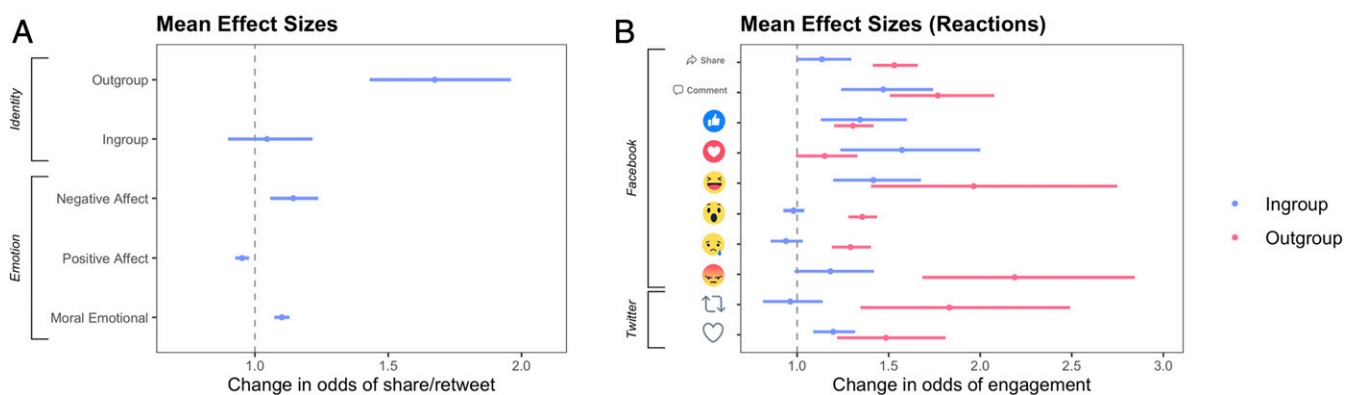 A
Mean Effect Sizes
Identity
Outgroup
Ingroup
Emotion
Negative Affect
Positive Affect
Moral Emotional
1.0 1.5 2.0
Change in odds of share/retweet
B
Mean Effect Sizes (Reactions)
Facebook
Share
Comment
Twitter
1.0 1.5 2.0 2.5 3.0
Change in odds of engagement
Ingroup
Outgroup